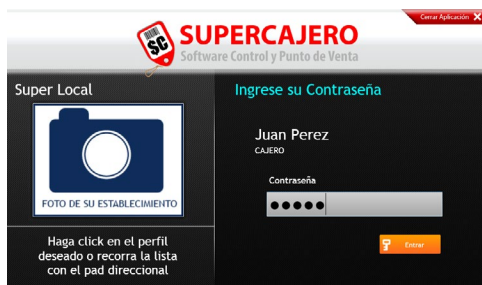 Cerrar Aplicación X
SC
SUPERCAJERO
Software Control y Punto de Venta
Super Local
FOTO DE SU ESTABLECIMIENTO
Haga click en el perfil
deseado o recorra la lista
con el pad direccional
Ingrese su Contraseña
Juan Perez
CAJERO
Contraseña
●●●●●
Entrar